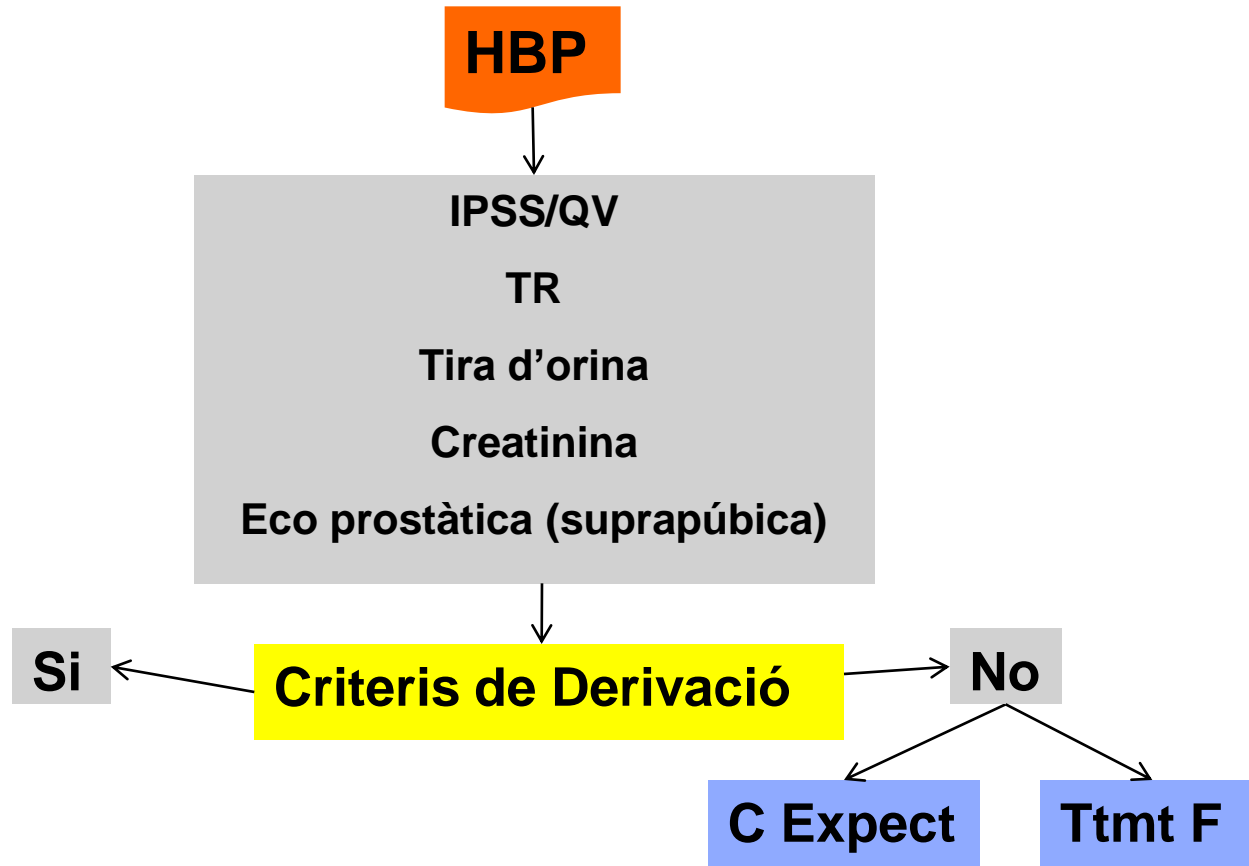 HBP
IPSS/QV
TR
Tira d’orina
Creatinina
Eco prostàtica (suprapúbica)
Si
Criteris de Derivació
No
C Expect
Ttmt F